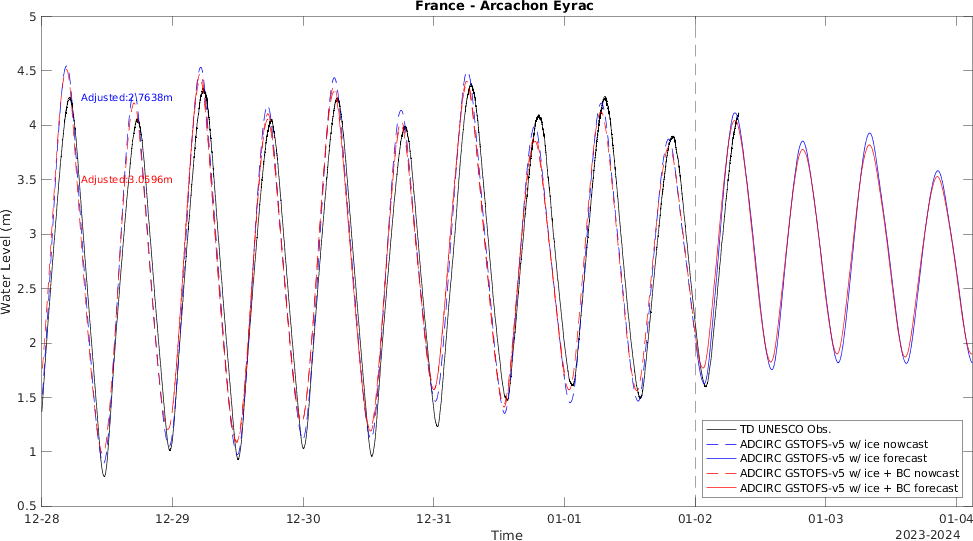 France - Arcachon Eyrac
5
4.5
4
3.5
3
2.5
2
1.5
1
0.5
Water Level (m)
Adjusted:2.7638m
Adjusted:3.0596m
TD UNESCO Obs.
ADCIRC GSTOFS-v5 w/ ice nowcast
ADCIRC GSTOFS-v5 w/ ice forecast
ADCIRC GSTOFS-v5 w/ ice + BC nowcast
ADCIRC GSTOFS-v5 w/ ice + BC forecast
12-28 12-29 12-30 12-31 01-01 01-02 01-03 01-04
Time
2023-2024